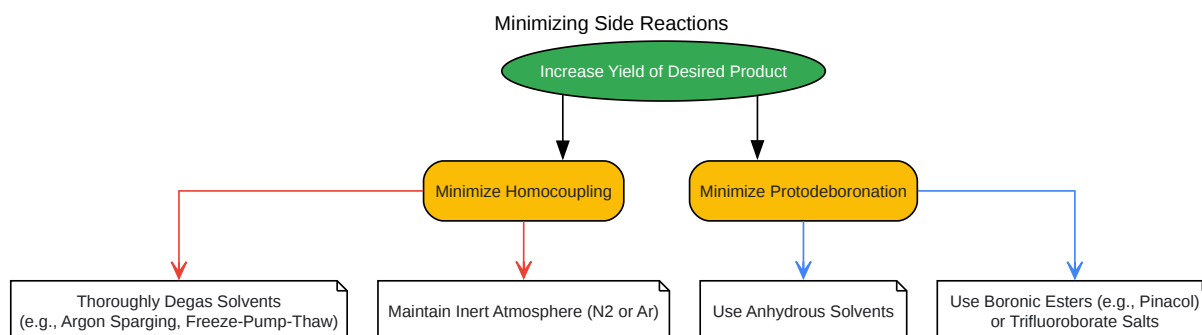 Minimizing Side Reactions
Increase Yield of Desired Product
Minimize Homocoupling
Minimize Protodeboronation
Thoroughly Degas Solvents
(e.g., Argon Sparging, Freeze-Pump-Thaw)
Maintain Inert Atmosphere (N2 or Ar)
Use Anhydrous Solvents
Use Boronic Esters (e.g., Pinacol)
or Trifluoroborate Salts